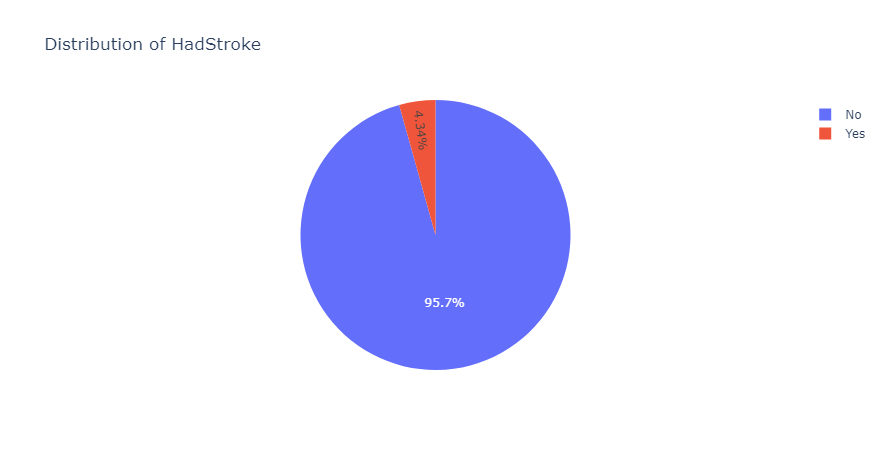 Distribution of HadStroke
No
Yes
4.34%
95.7%